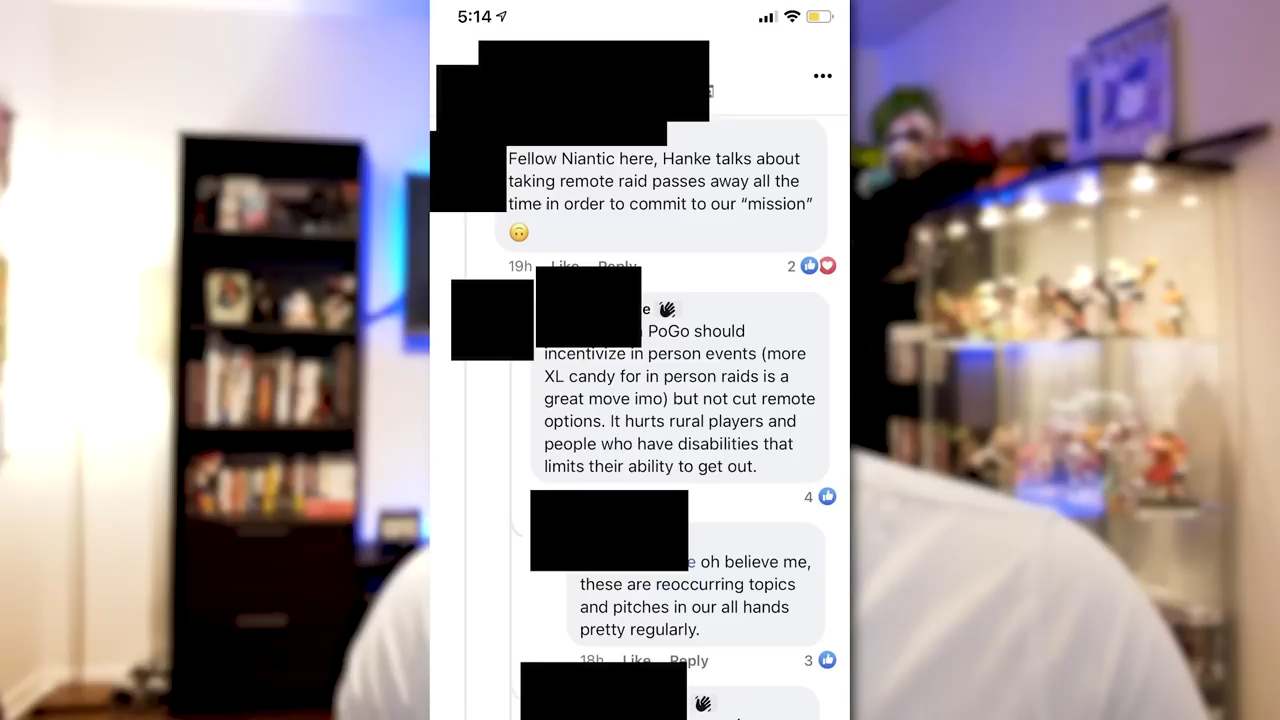 5:14
Fellow Niantic here, Hanke talks about
taking remote raid passes away all the
time in order to commit to our “mission”
🙃
19h Like Reply 2
PoGo should
incentivize in person events (more
XL candy for in person raids is a
great move imo) but not cut remote
options. It hurts rural players and
people who have disabilities that
limits their ability to get out.
4
oh believe me,
these are reoccurring topics
and pitches in our all hands
pretty regularly.
18h Like Reply 3